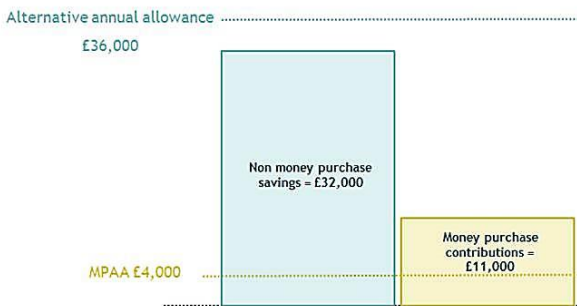 Alternative annual allowance
£36,000
Non money purchase
savings = £32,000
Money purchase
contributions =
£11,000
MPAA £4,000